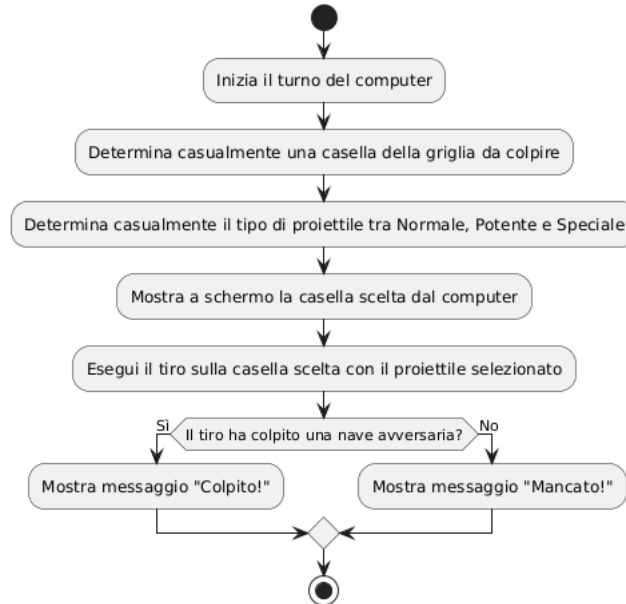 Inizia il turno del computer
Determina casualmente una casella della griglia da colpire
Determina casualmente il tipo di proiettile tra Normale, Potente e Speciale
Mostra a schermo la casella scelta dal computer
Esegui il tiro sulla casella scelta con il proiettile selezionato
Sì
Il tiro ha colpito una nave avversaria?
No
Mostra messaggio "Colpito!"
Mostra messaggio "Mancato!"